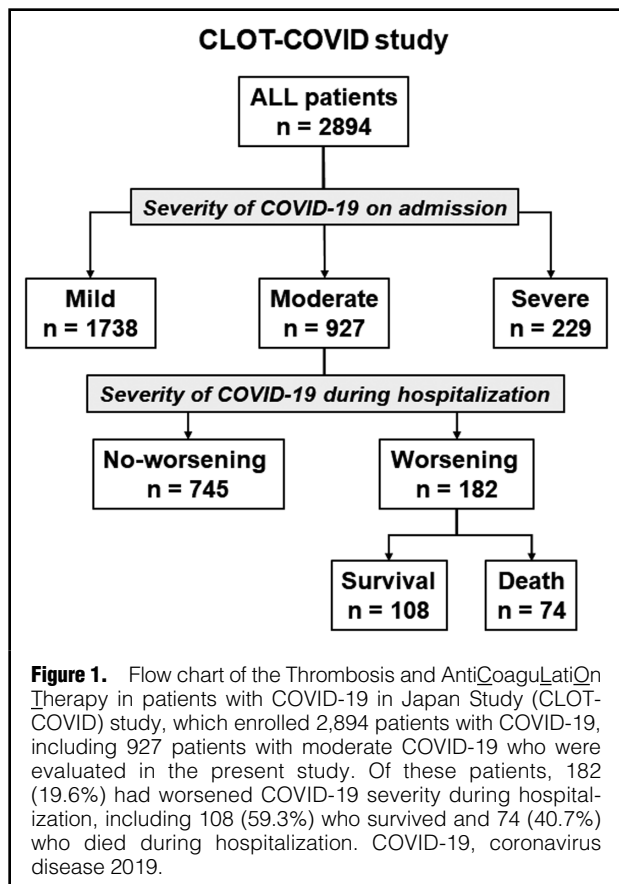 CLOT-COVID study
ALL patients
n = 2894
Severity of COVID-19 on admission
Mild
n = 1738
Moderate
n = 927
Severe
n = 229
Severity of COVID-19 during hospitalization
No-worsening
n = 745
Worsening
n = 182
Survival
n = 108
Death
n = 74
Figure 1. Flow chart of the Thrombosis and AntiCoaguLatiOn
Therapy in patients with COVID-19 in Japan Study (CLOT-
COVID) study, which enrolled 2,894 patients with COVID-19,
including 927 patients with moderate COVID-19 who were
evaluated in the present study. Of these patients, 182
(19.6%) had worsened COVID-19 severity during hospital-
ization, including 108 (59.3%) who survived and 74 (40.7%)
who died during hospitalization. COVID-19, coronavirus
disease 2019.